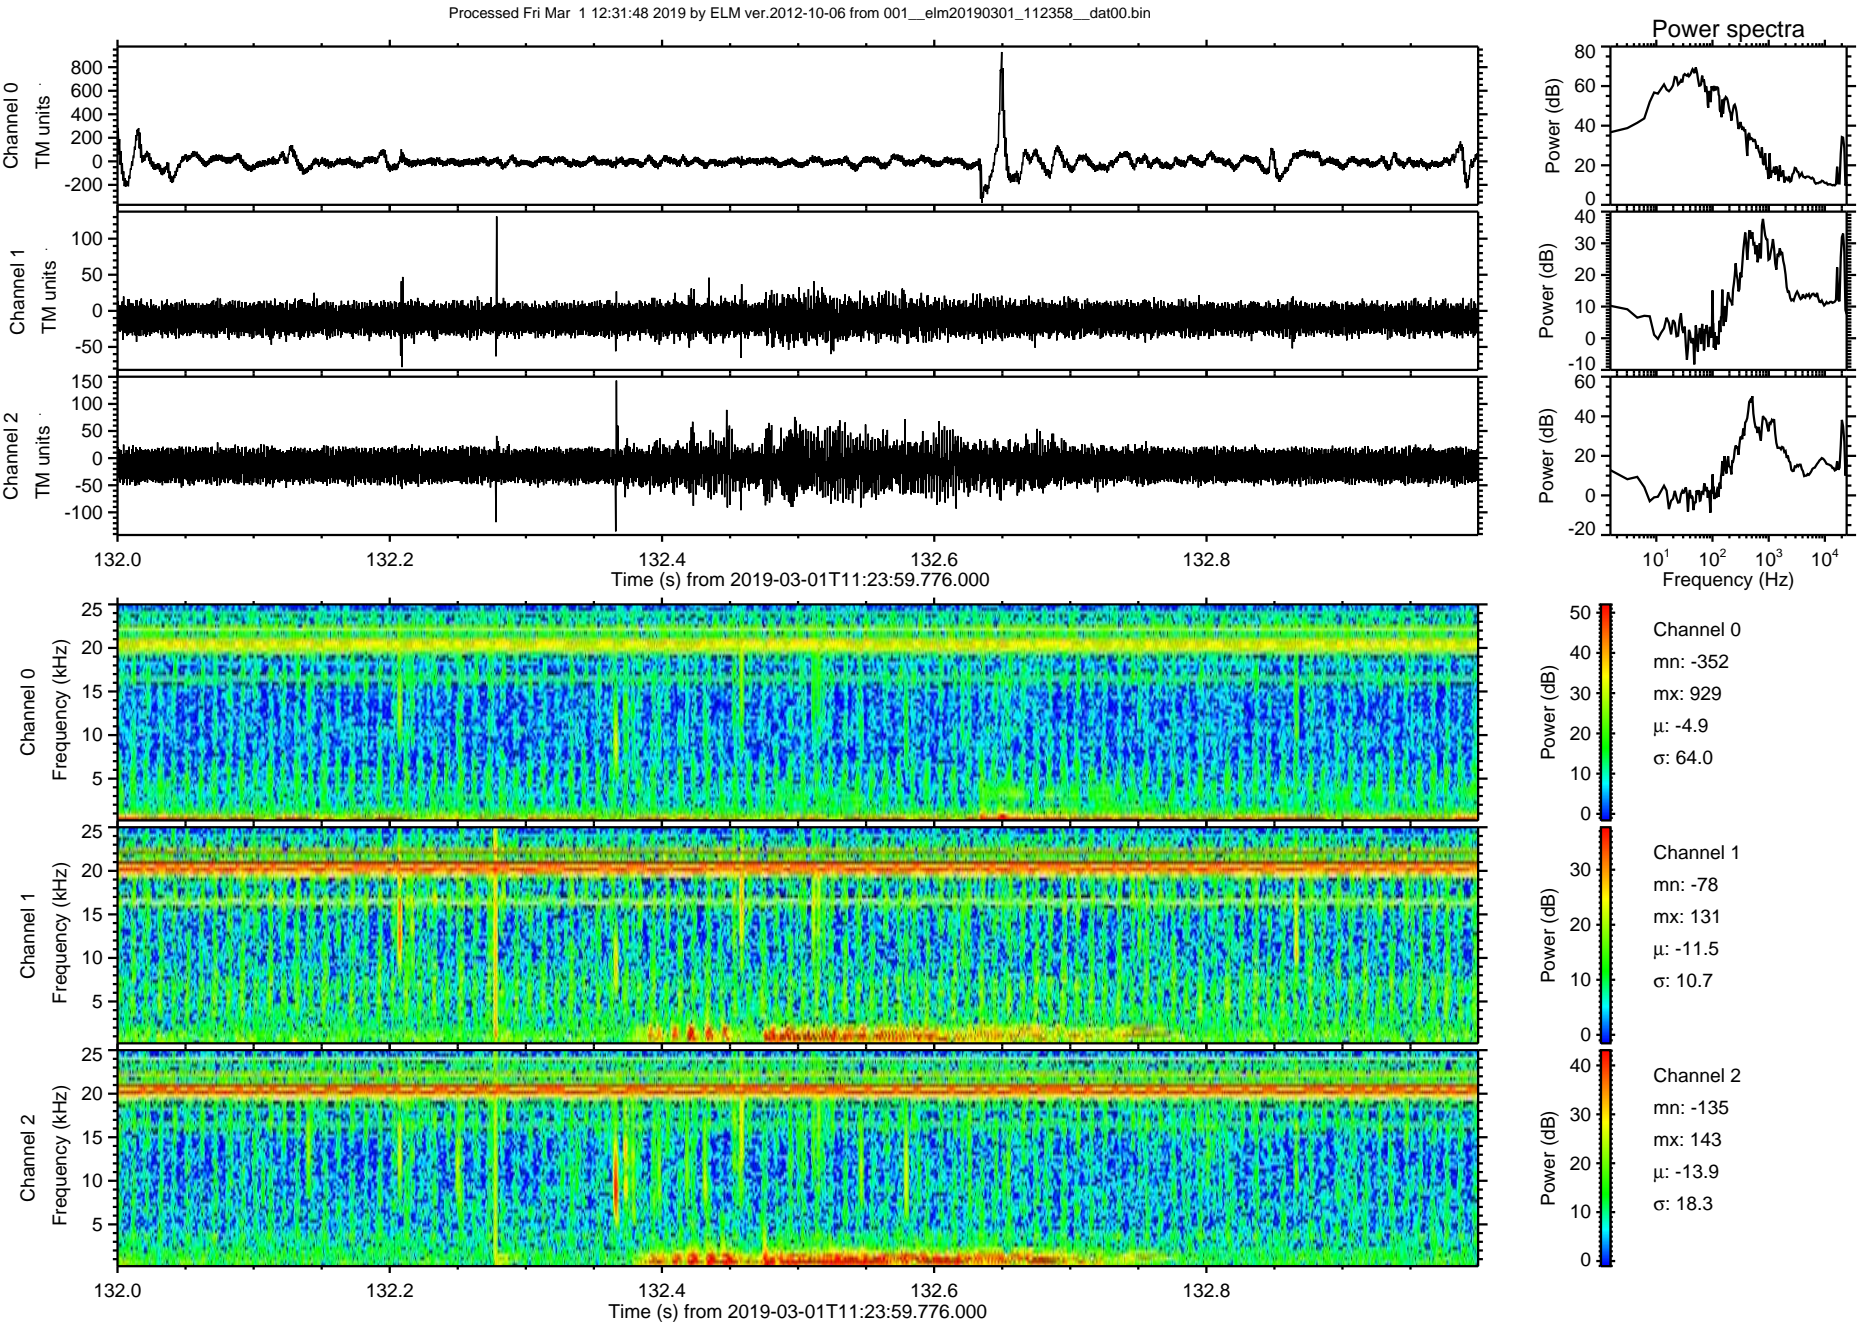 Processed Fri Mar 1 12:31:48 2019 by ELM ver.2012-10-06 from 001__elm20190301_112358__dat00.bin
Power spectra
Channel 0
TM units
800
600
400
200
0
-200
Power (dB)
80
60
40
20
0
Channel 1
TM units
100
50
0
-50
Power (dB)
40
30
20
10
0
-10
Channel 2
TM units
150
100
50
0
-50
-100
Power (dB)
60
40
20
0
-20
132.0 132.2 132.4 132.6 132.8
Time (s) from 2019-03-01T11:23:59.776.000
10¹ 10² 10³ 10⁴
Frequency (Hz)
Channel 0
Frequency (kHz)
25
20
15
10
5
Power (dB)
50
40
30
20
10
0
Channel 0
mn: -352
mx: 929
μ: -4.9
σ: 64.0
Channel 1
Frequency (kHz)
25
20
15
10
5
Power (dB)
30
20
10
0
Channel 1
mn: -78
mx: 131
μ: -11.5
σ: 10.7
Channel 2
Frequency (kHz)
25
20
15
10
5
Power (dB)
40
30
20
10
0
Channel 2
mn: -135
mx: 143
μ: -13.9
σ: 18.3
132.0 132.2 132.4 132.6 132.8
Time (s) from 2019-03-01T11:23:59.776.000